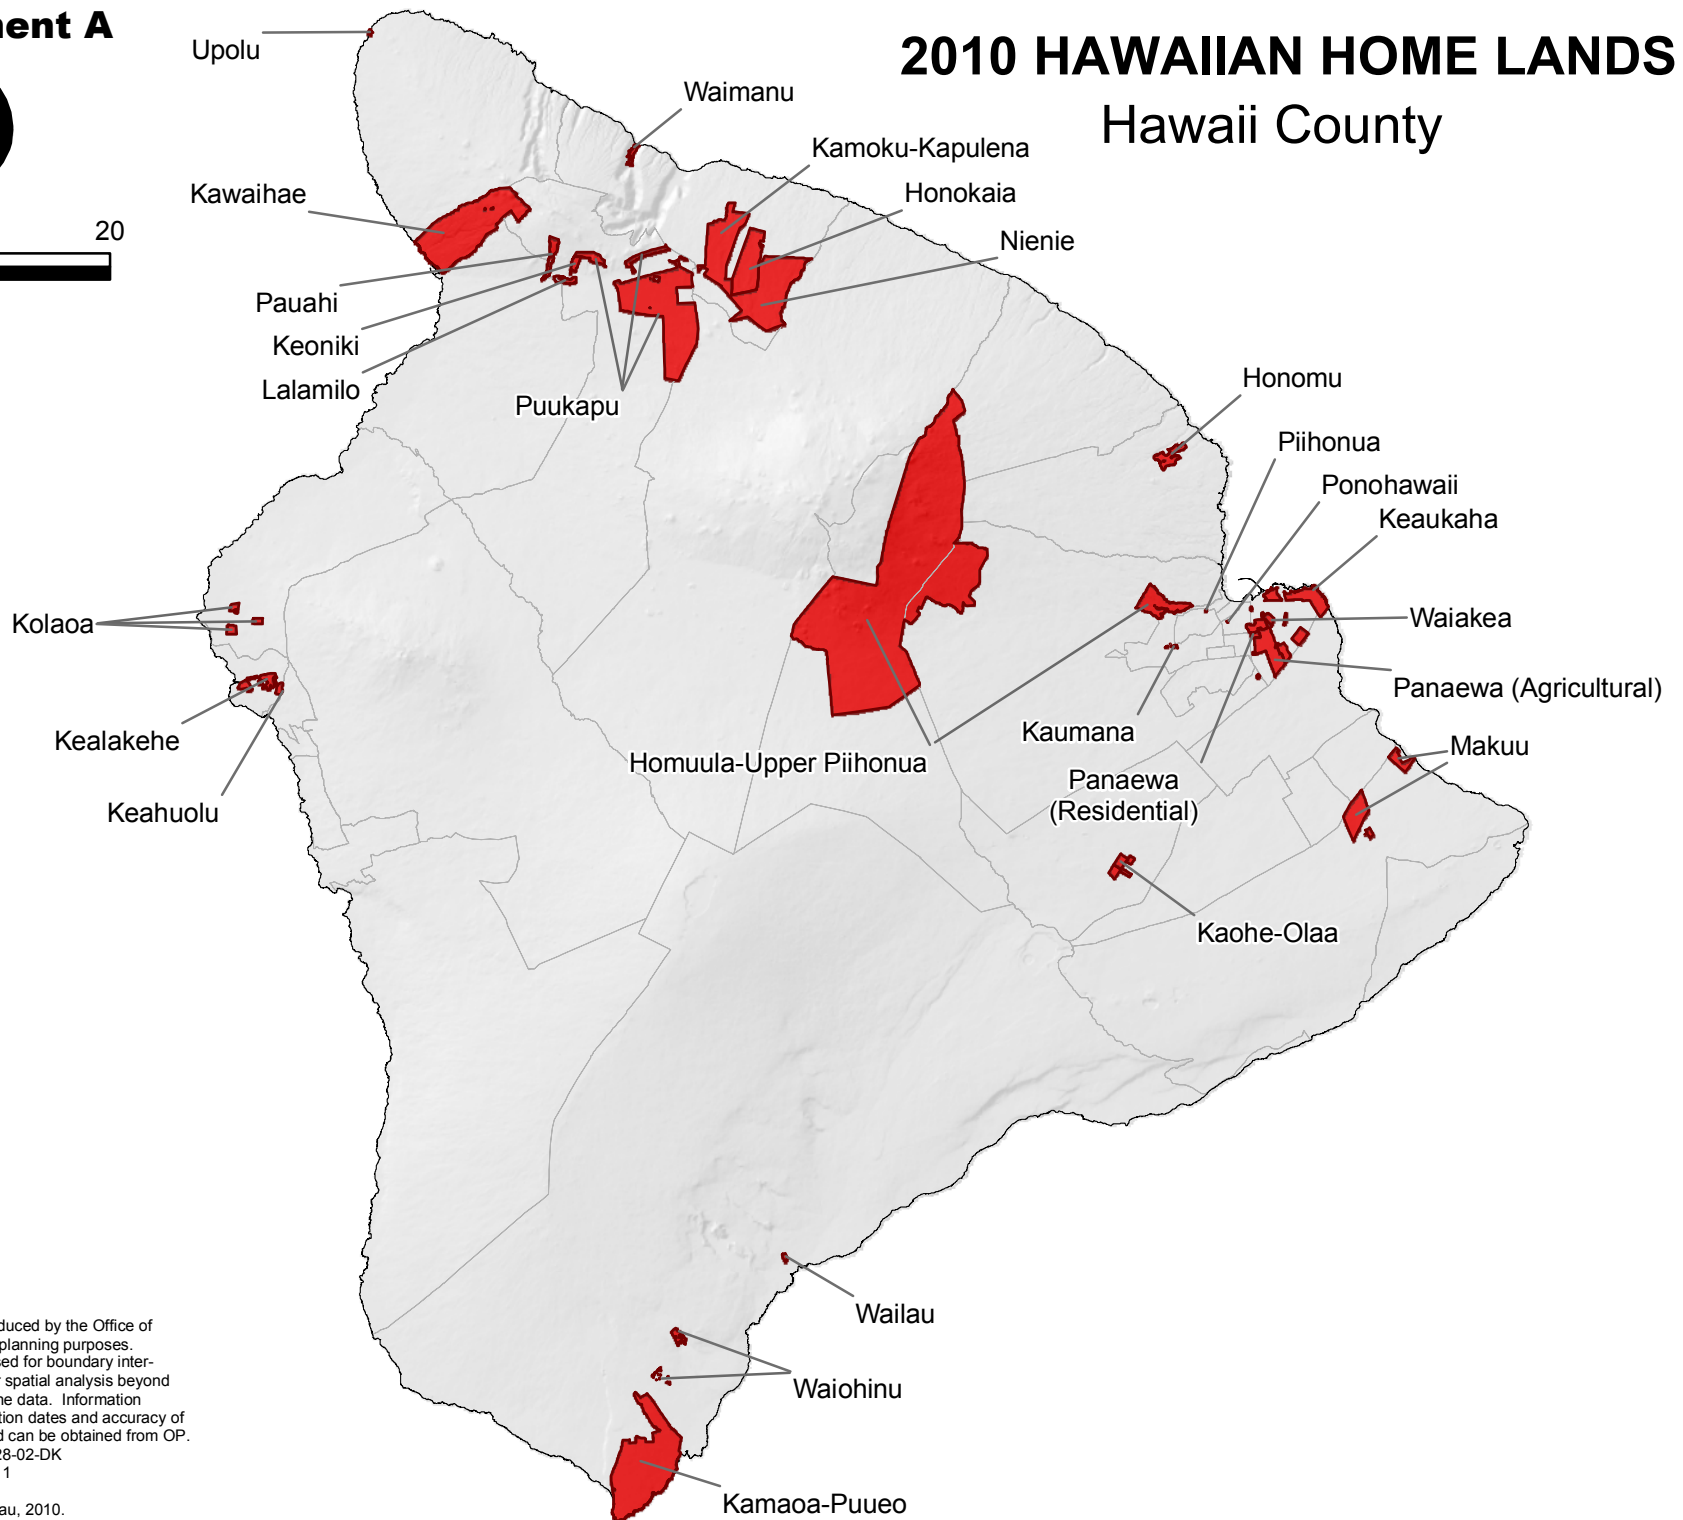 ment A
2010 HAWAIIAN HOME LANDS
Hawaii County
20
Upolu
Waimanu
Kamoku-Kapulena
Kawaihae
Honokaia
Nienie
Pauahi
Keoniki
Lalamilo
Puukapu
Honomu
Piihonua
Ponohawaii
Keaukaha
Kolaoa
Waiakea
Panaewa (Agricultural)
Kealakehe
Kaumana
Makuu
Homuula-Upper Piihonua
Panaewa
(Residential)
Keahuolu
Kaohe-Olaa
Wailau
Waiohinu
Kamaoa-Puueo
duced by the Office of
planning purposes.
sed for boundary inter-
r spatial analysis beyond
he data. Information
tion dates and accuracy of
d can be obtained from OP.
28-02-DK
1
au, 2010.